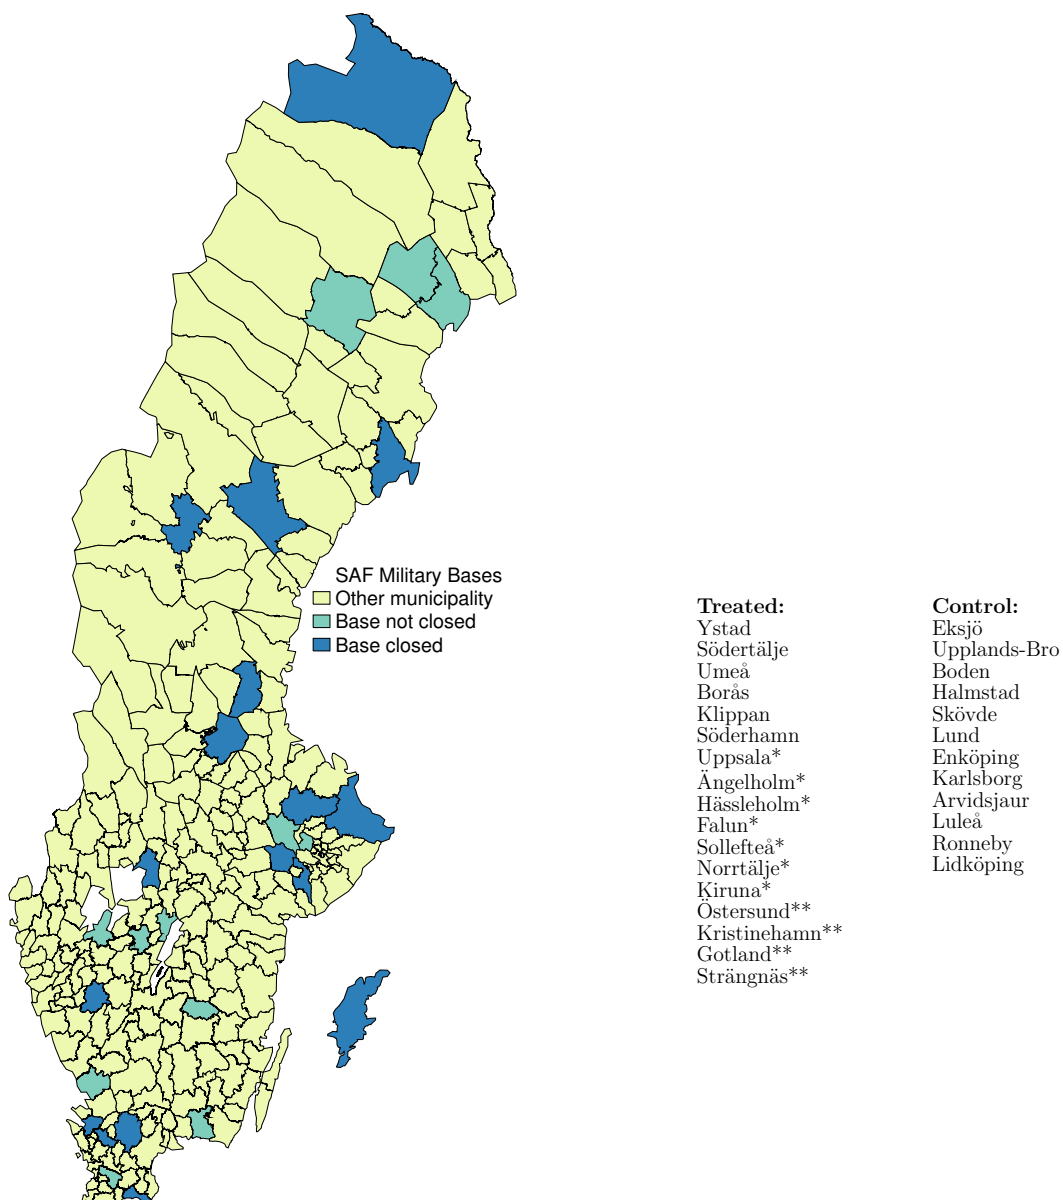 SAF Military Bases
Other municipality
Base not closed
Base closed
Treated:
Ystad
Södertälje
Umeå
Borås
Klippan
Söderhamn
Uppsala*
Ängelholm*
Hässleholm*
Falun*
Sollefteå*
Norrtälje*
Kiruna*
Östersund**
Kristinehamn**
Gotland**
Strängnäs**
Control:
Eksjö
Upplands-Bro
Boden
Halmstad
Skövde
Lund
Enköping
Karlsborg
Arvidsjaur
Luleå
Ronneby
Lidköping